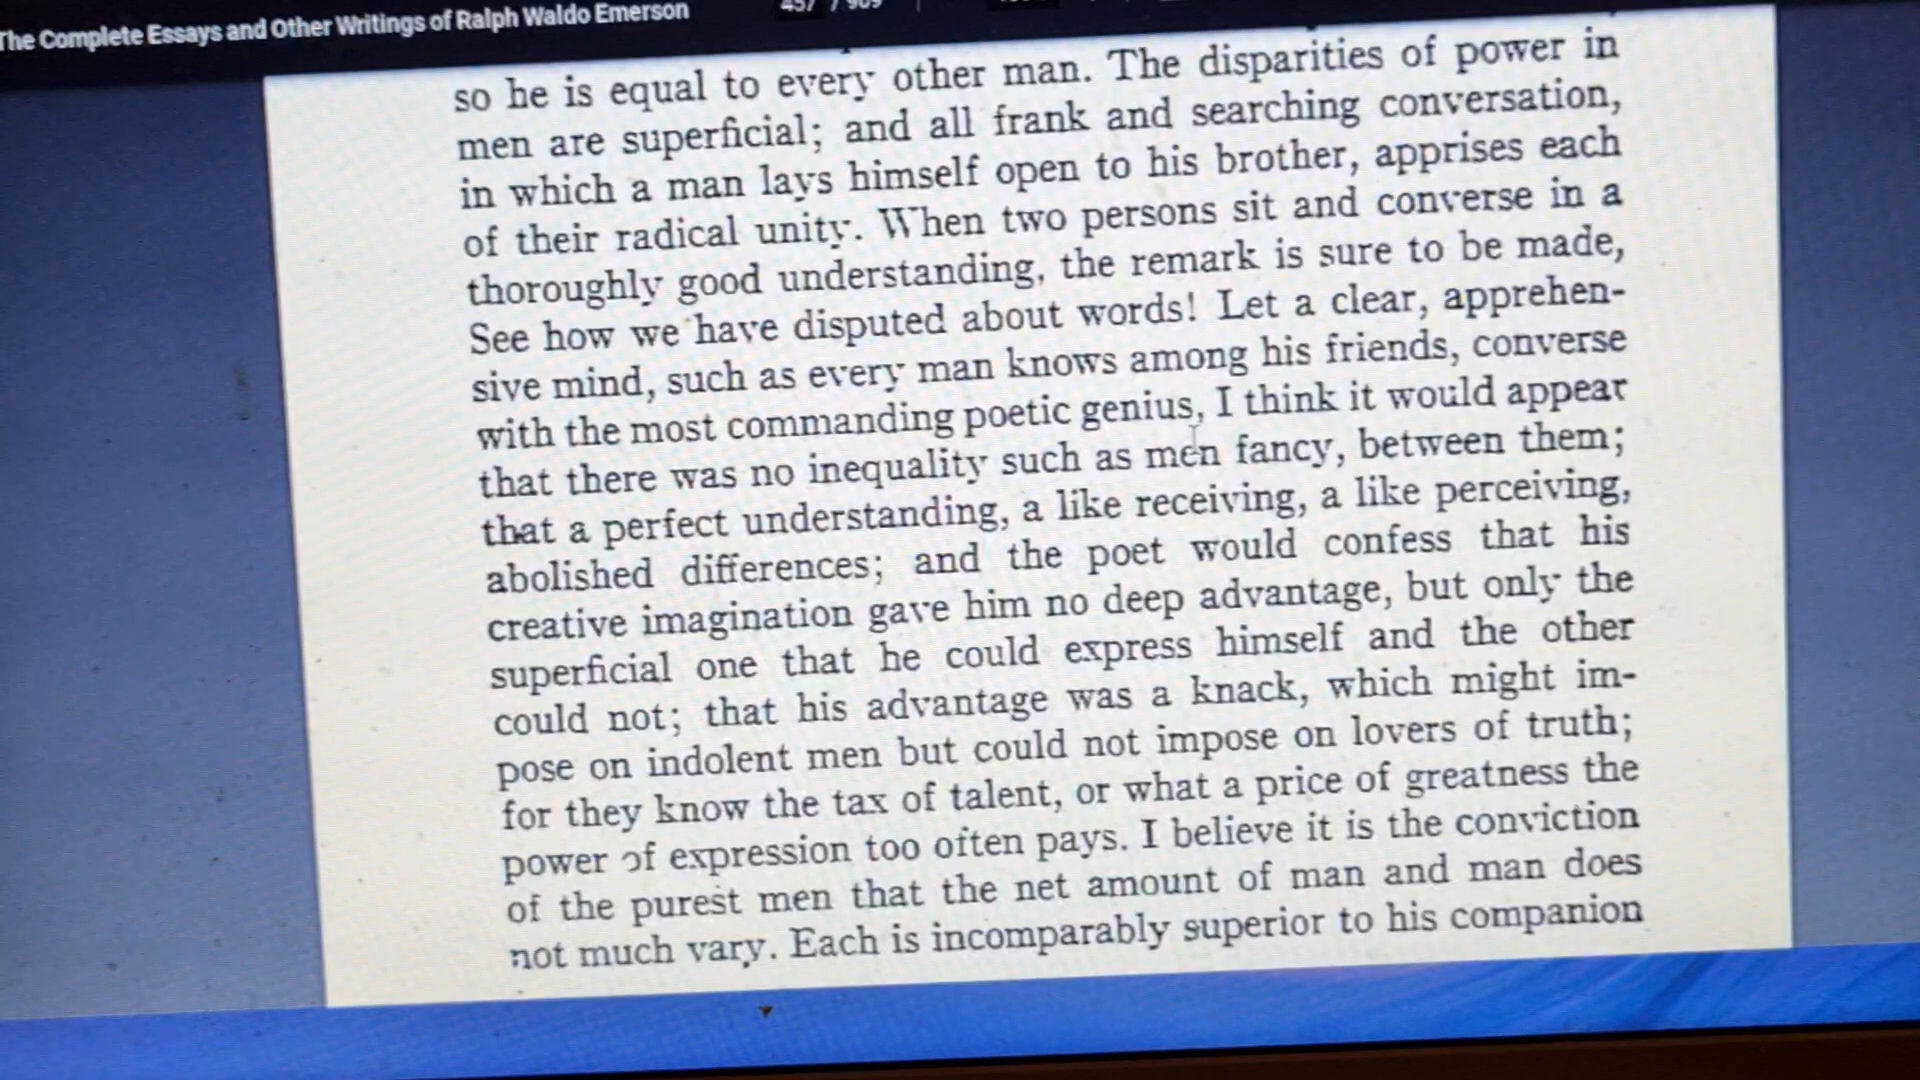 The Complete Essays and Other Writings of Ralph Waldo Emerson
so he is equal to every other man. The disparities of power in
men are superficial; and all frank and searching conversation,
in which a man lays himself open to his brother, apprises each
of their radical unity. When two persons sit and converse in a
thoroughly good understanding, the remark is sure to be made,
See how we have disputed about words! Let a clear, apprehen-
sive mind, such as every man knows among his friends, converse
with the most commanding poetic genius, I think it would appear
that there was no inequality such as men fancy, between them;
that a perfect understanding, a like receiving, a like perceiving,
abolished differences; and the poet would confess that his
creative imagination gave him no deep advantage, but only the
superficial one that he could express himself and the other
could not; that his advantage was a knack, which might im-
pose on indolent men but could not impose on lovers of truth;
for they know the tax of talent, or what a price of greatness the
power of expression too often pays. I believe it is the conviction
of the purest men that the net amount of man and man does
not much vary. Each is incomparably superior to his companion